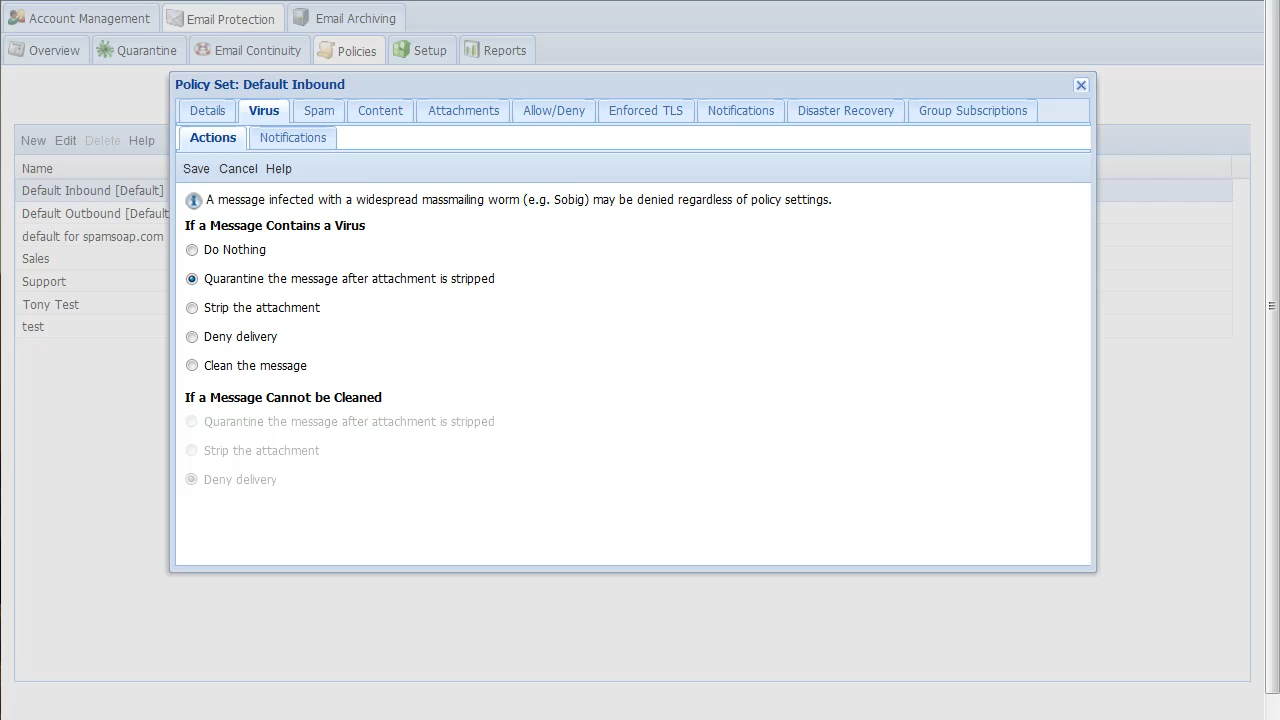 Account Management Email Protection Email Archiving
Overview Quarantine Email Continuity Policies Setup Reports
Policy Set: Default Inbound
Details Virus Spam Content Attachments Allow/Deny Enforced TLS Notifications Disaster Recovery Group Subscriptions
New Edit Delete Help
Actions Notifications
Name
Save Cancel Help
Default Inbound [Default]
Default Outbound [Default
default for spamsoap.com
Sales
Support
Tony Test
test
A message infected with a widespread massmailing worm (e.g. Sobig) may be denied regardless of policy settings.
If a Message Contains a Virus
Do Nothing
Quarantine the message after attachment is stripped
Strip the attachment
Deny delivery
Clean the message
If a Message Cannot be Cleaned
Quarantine the message after attachment is stripped
Strip the attachment
Deny delivery